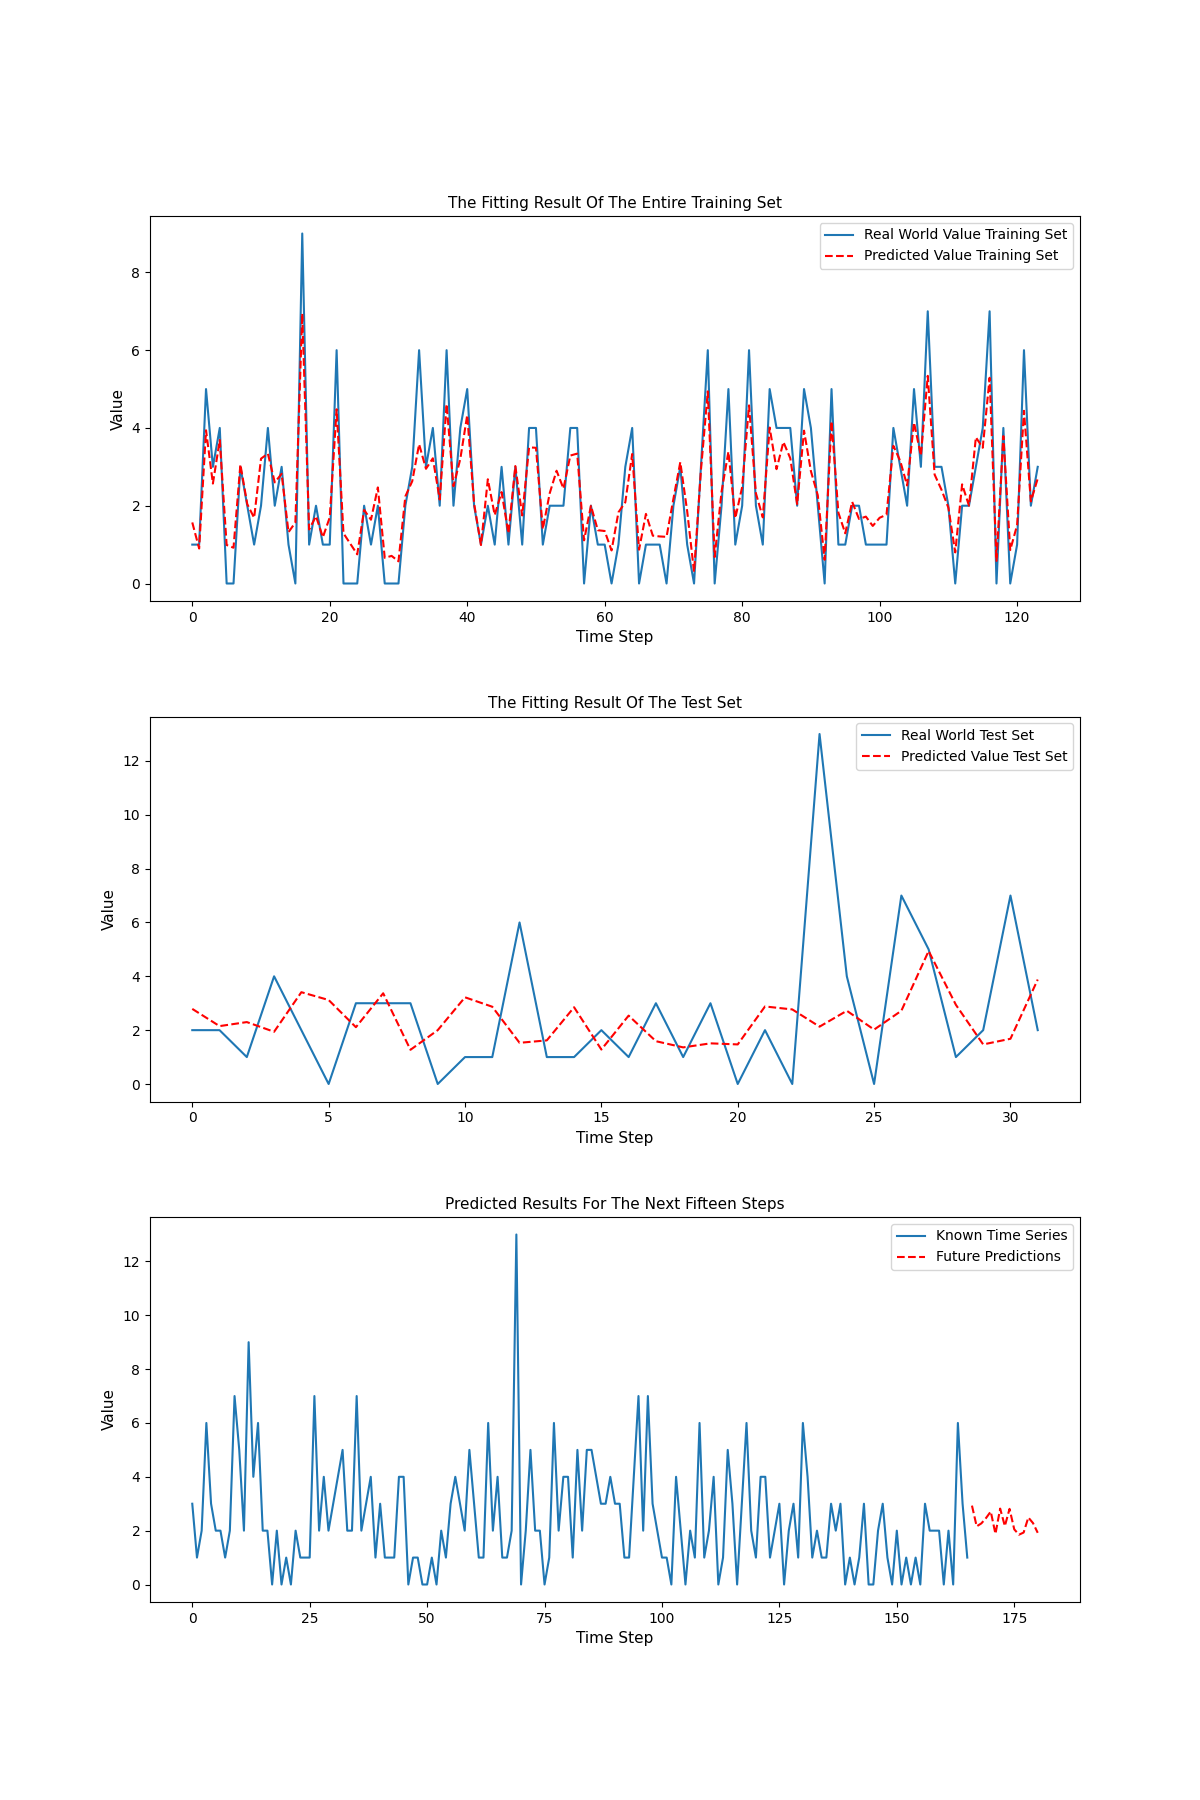 The Fitting Result Of The Entire Training Set
Real World Value Training Set
Predicted Value Training Set
Value
8
6
4
2
0
0 20 40 60 80 100 120
Time Step
The Fitting Result Of The Test Set
Real World Test Set
Predicted Value Test Set
Value
12
10
8
6
4
2
0
0 5 10 15 20 25 30
Time Step
Predicted Results For The Next Fifteen Steps
Known Time Series
Future Predictions
Value
12
10
8
6
4
2
0
0 25 50 75 100 125 150 175
Time Step